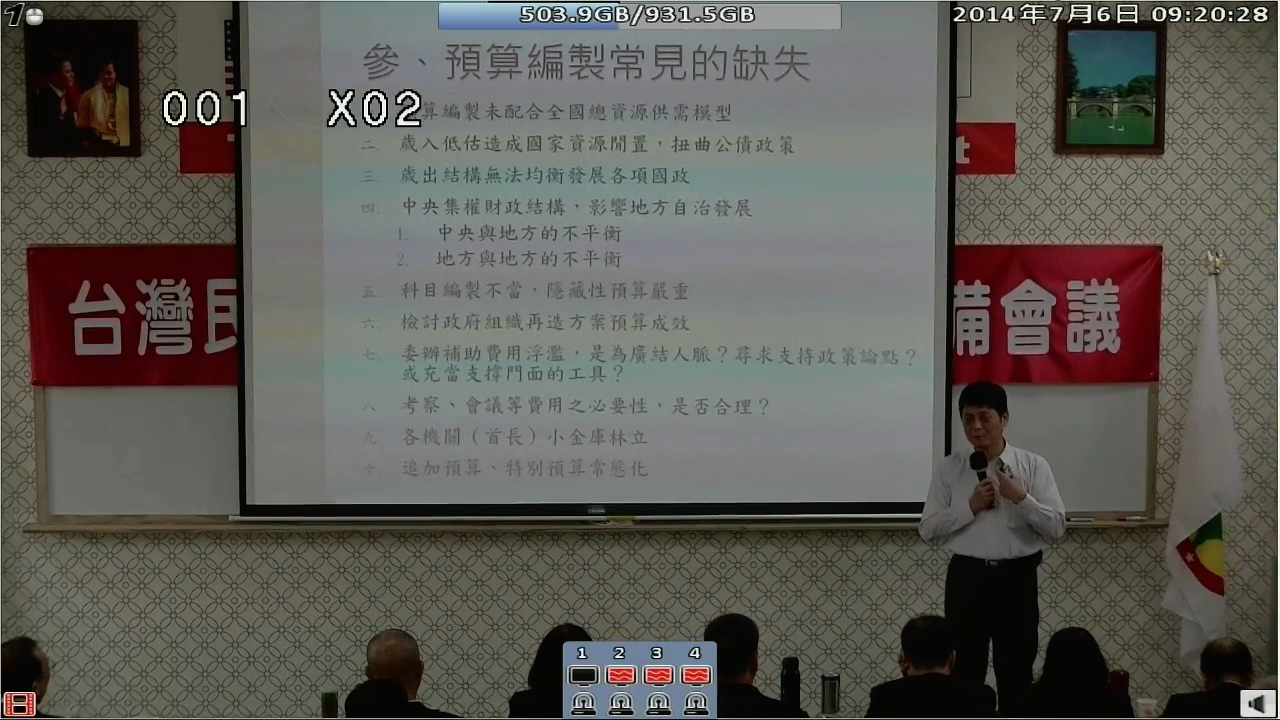 503.9GB/931.5GB
2014年7月6日 09:20:28
001 X02
參、預算編製常見的缺失
算編製未配合全國總資源供需模型
二. 歲入低估造成國家資源閒置，扭曲公債政策
三. 歲出結構無法均衡發展各項國政
四. 中央集權財政結構，影響地方自治發展
1. 中央與地方的不平衡
2. 地方與地方的不平衡
五. 科目編製不當，隱藏性預算嚴重
六. 檢討政府組織再造方案預算成效
七. 委辦補助費用浮濫，是為廣結人脈？尋求支持政策論點？
或充當支撐門面的工具？
八. 考察、會議等費用之必要性，是否合理？
九. 各機關（首長）小金庫林立
十. 追加預算、特別預算常態化
t
台灣民
備會議
1 2 3 4